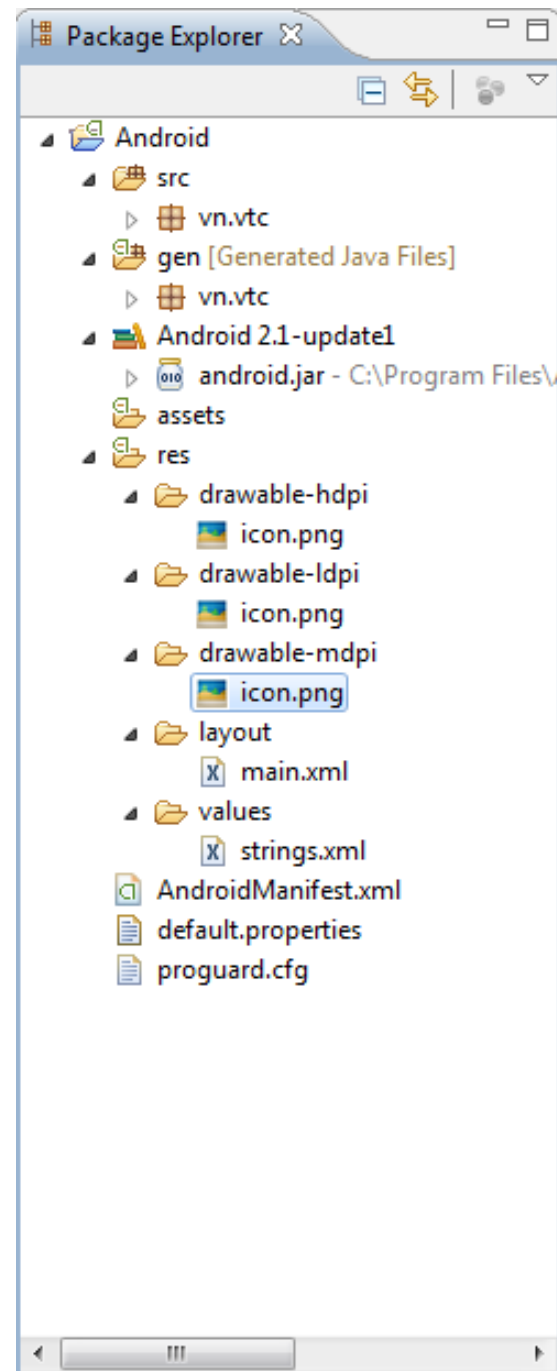 Package Explorer
Android
src
vn.vtc
gen [Generated Java Files]
vn.vtc
Android 2.1-update1
android.jar - C:\Program Files\
assets
res
drawable-hdpi
icon.png
drawable-ldpi
icon.png
drawable-mdpi
icon.png
layout
main.xml
values
strings.xml
AndroidManifest.xml
default.properties
proguard.cfg